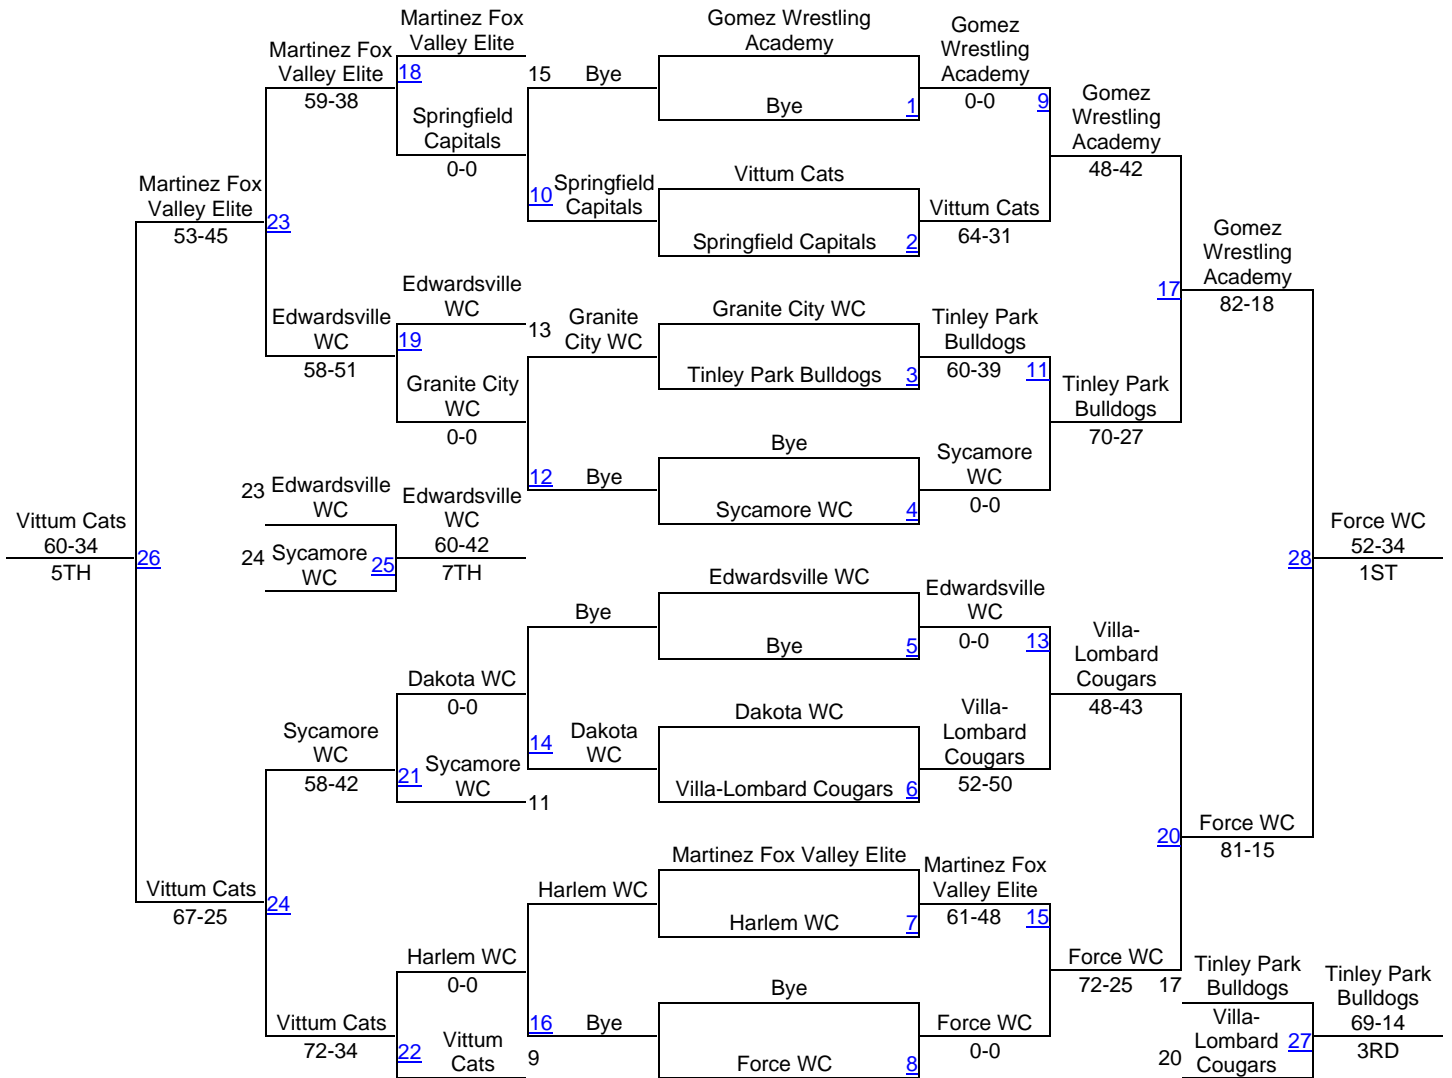 Martinez Fox
Valley Elite
Gomez Wrestling
Academy
Gomez
Wrestling
Academy
Martinez Fox
Valley Elite
18
15
Bye
59-38
Bye
1
0-0
9
Gomez
Wrestling
Academy
Springfield
Capitals
0-0
48-42
Martinez Fox
Valley Elite
10
Springfield
Capitals
Vittum Cats
Vittum Cats
53-45
23
Springfield Capitals
2
64-31
Gomez
Wrestling
Academy
Edwardsville
WC
17
82-18
Edwardsville
WC
19
13
Granite
City WC
Granite City WC
Tinley Park
Bulldogs
58-51
Tinley Park Bulldogs
3
60-39
11
Granite City
WC
Tinley Park
Bulldogs
0-0
70-27
Bye
Sycamore
WC
12
Bye
23
Edwardsville
WC
Edwardsville
WC
Sycamore WC
4
0-0
Vittum Cats
60-34
5TH
26
24
Sycamore
WC
25
60-42
7TH
28
Force WC
52-34
1ST
Edwardsville WC
Edwardsville
WC
Bye
Bye
5
0-0
13
Villa-
Lombard
Cougars
Dakota WC
0-0
48-43
Sycamore
WC
14
Dakota
WC
Dakota WC
Villa-
Lombard
Cougars
58-42
21
Sycamore
WC
11
Villa-Lombard Cougars
6
52-50
20
Force WC
81-15
Martinez Fox Valley Elite
Martinez Fox
Valley Elite
Vittum Cats
67-25
24
Harlem WC
Harlem WC
7
61-48
15
Harlem WC
0-0
Force WC
72-25
17
Tinley Park
Bulldogs
Tinley Park
Bulldogs
69-14
3RD
Bye
Vittum Cats
72-34
22
Vittum
Cats
16
9
Bye
Force WC
8
Force WC
0-0
20
Villa-
Lombard
Cougars
27